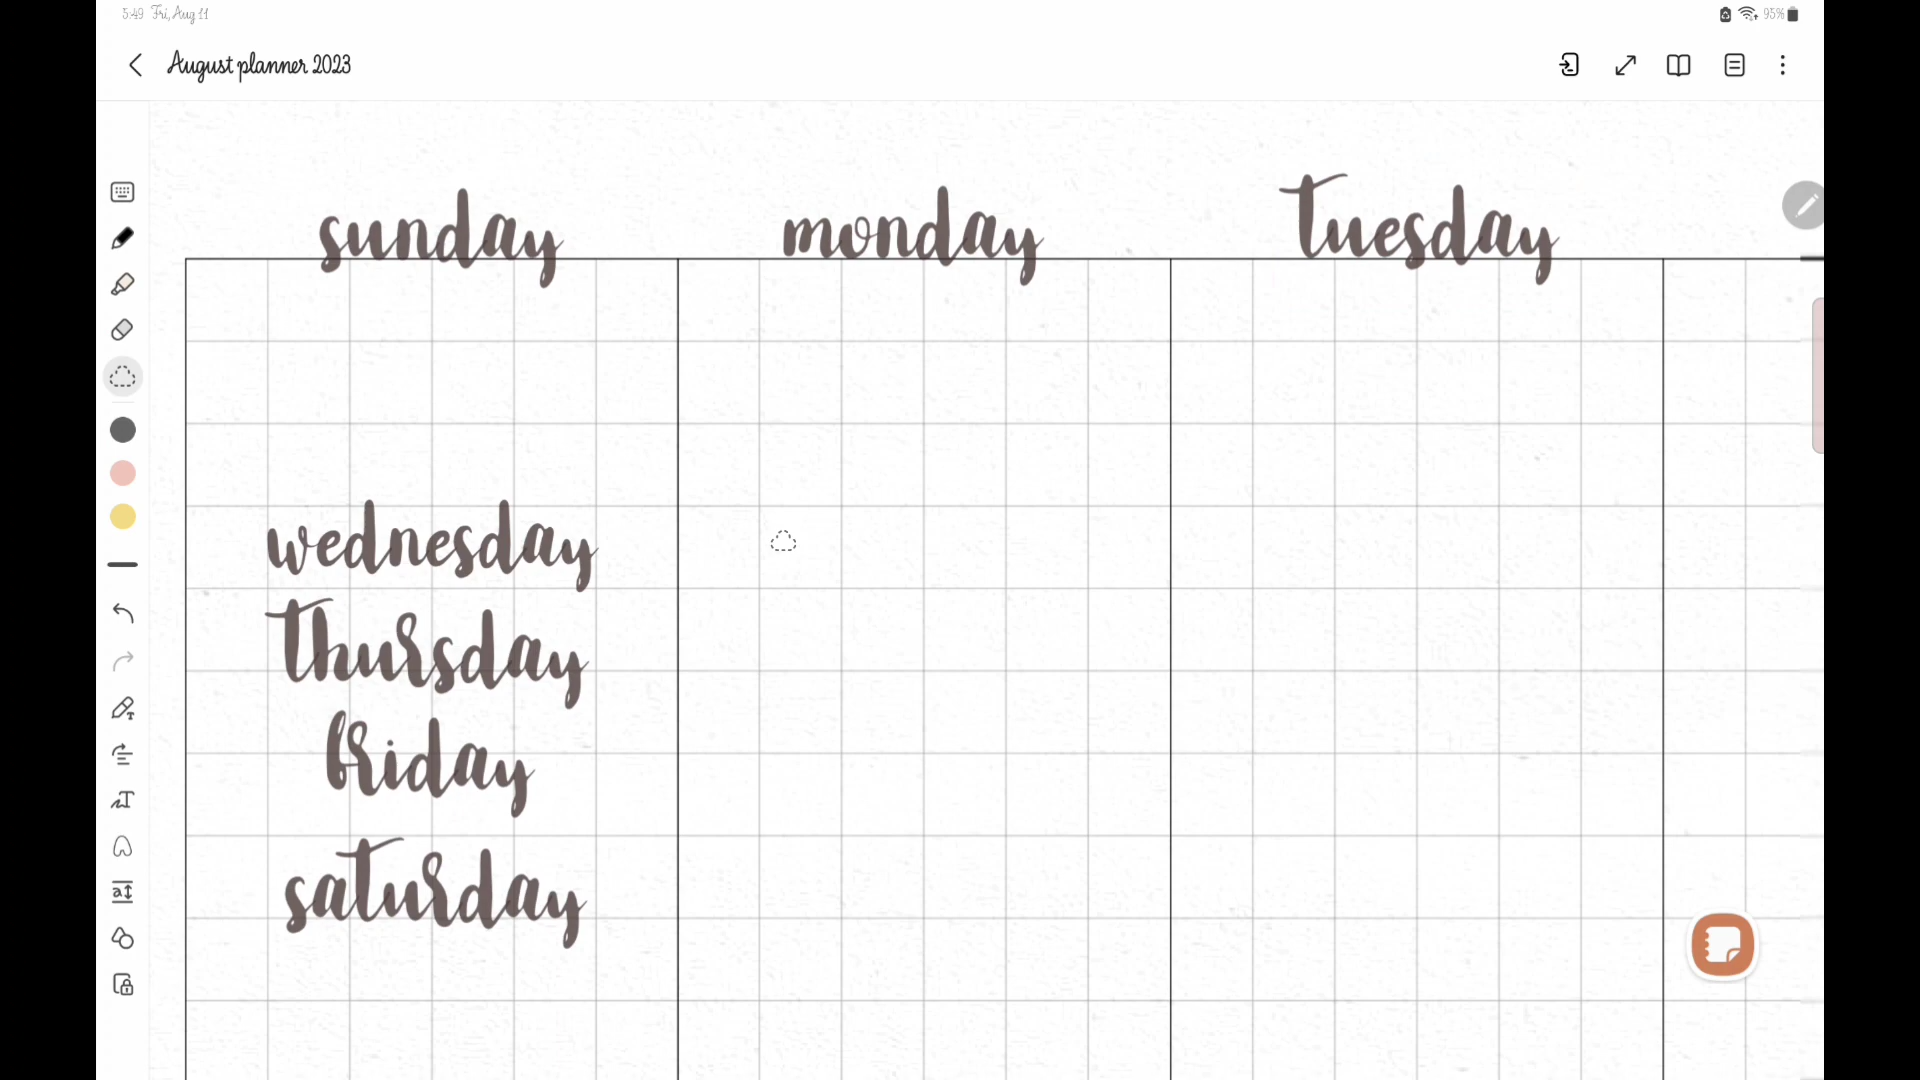 5:49 Fri, Aug 11
95%
August planner 2023
sunday monday Tuesday
wednesday
Thursday
friday
saturday